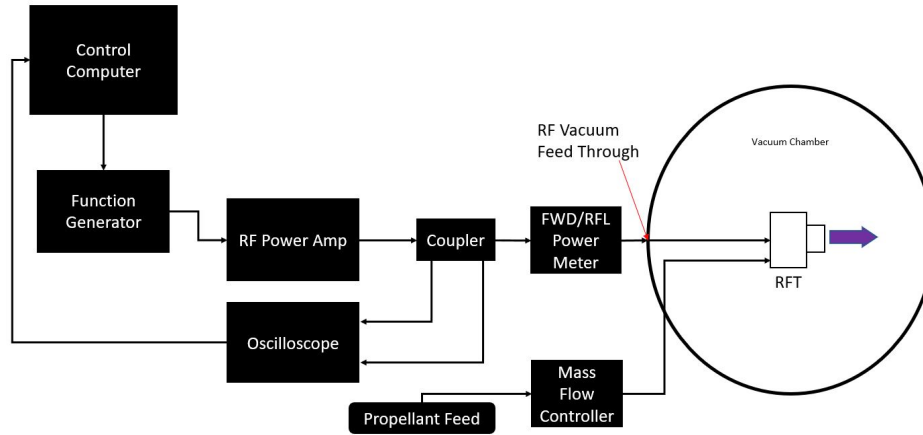 Control
Computer
RF Vacuum
Feed Through
Vacuum Chamber
Function
Generator
RF Power Amp
Coupler
FWD/RFL
Power
Meter
RFT
Oscilloscope
Mass
Flow
Controller
Propellant Feed